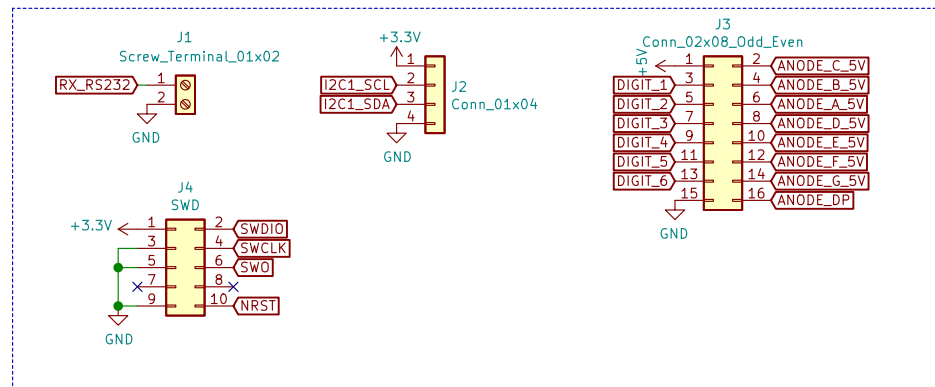 J1
Screw_Terminal_01x02
RX_RS232
1
2
GND
+3.3V
I2C1_SCL
I2C1_SDA
1
2
3
4
J2
Conn_01x04
GND
J3
Conn_02x08_Odd_Even
+5V
1 2 ANODE_C_5V
DIGIT_1 3 4 ANODE_B_5V
DIGIT_2 5 6 ANODE_A_5V
DIGIT_3 7 8 ANODE_D_5V
DIGIT_4 9 10 ANODE_E_5V
DIGIT_5 11 12 ANODE_F_5V
DIGIT_6 13 14 ANODE_G_5V
15 16 ANODE_DP
GND
J4
SWD
+3.3V 1 2 SWDIO
3 4 SWCLK
5 6 SWO
7 8
9 10 NRST
GND